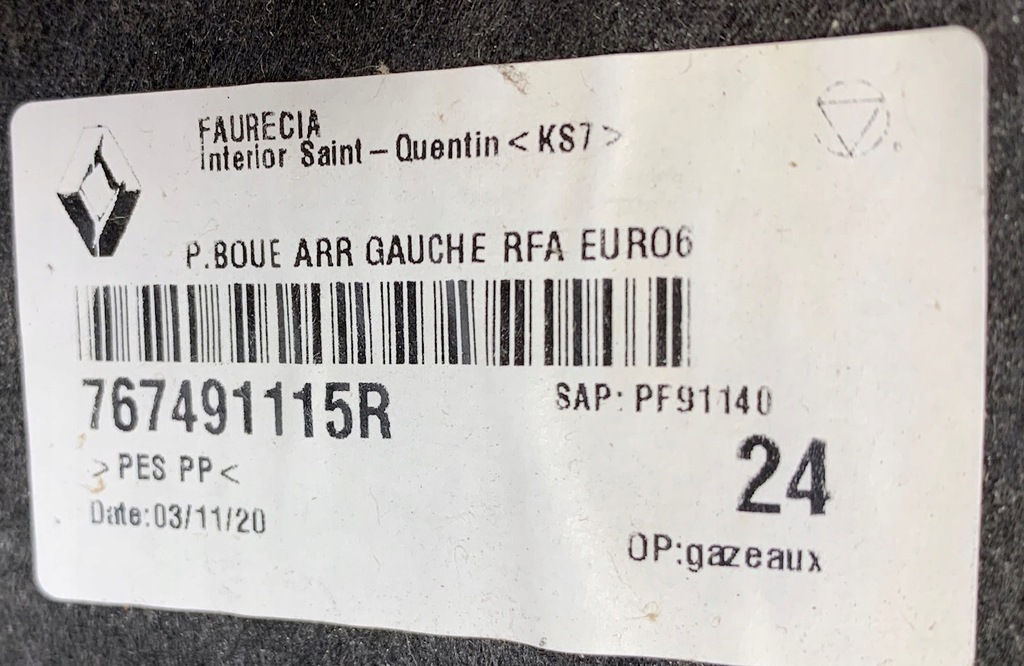 FAURECIA
Interior Saint-Quentin <KS7>
P.BOUE ARR GAUCHE RFA EURO6
767491115R
SAP: PF91140
>PES PP<
24
Date:03/11/20
OP:gazeaux